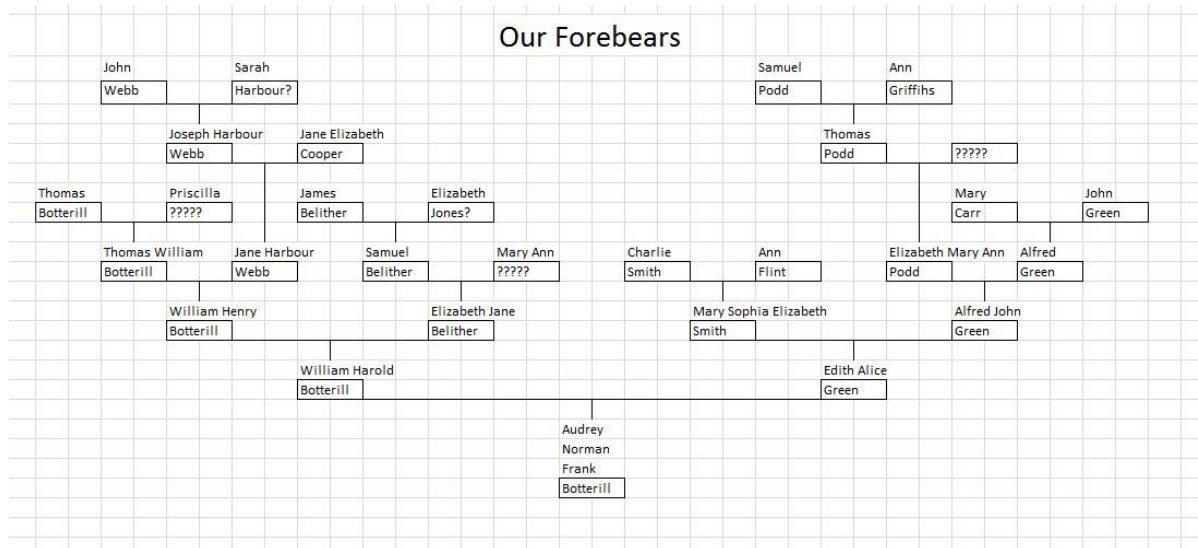 Our Forebears
John Sarah Samuel Ann
Webb Harbour? Podd Griffihs
Joseph Harbour Jane Elizabeth Thomas
Webb Cooper Podd ?????
Thomas Priscilla James Elizabeth Mary John
Botterill ????? Belither Jones? Carr Green
Thomas William Jane Harbour Samuel Mary Ann Charlie Ann Elizabeth Mary Ann Alfred
Botterill Webb Belither ????? Smith Flint Podd Green
William Henry Elizabeth Jane Mary Sophia Elizabeth Alfred John
Botterill Belither Smith Green
William Harold Edith Alice
Botterill Green
Audrey
Norman
Frank
Botterill